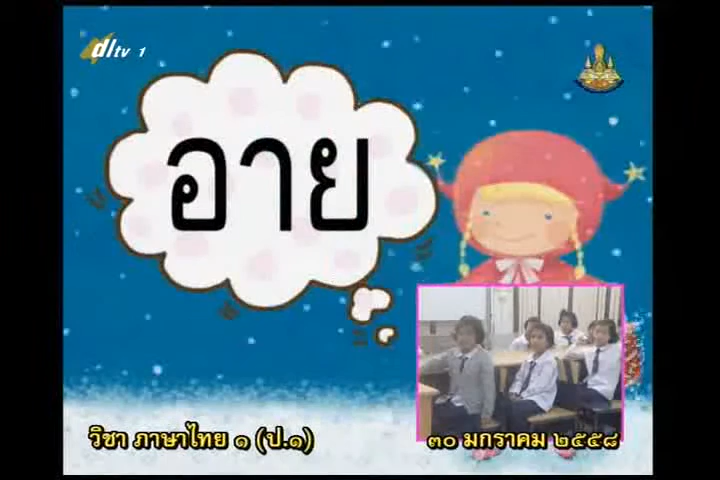 dltv 1
อาย
วิชา ภาษาไทย ๑ (ป.๑)
๓๐ มกราคม ๒๕๕๘